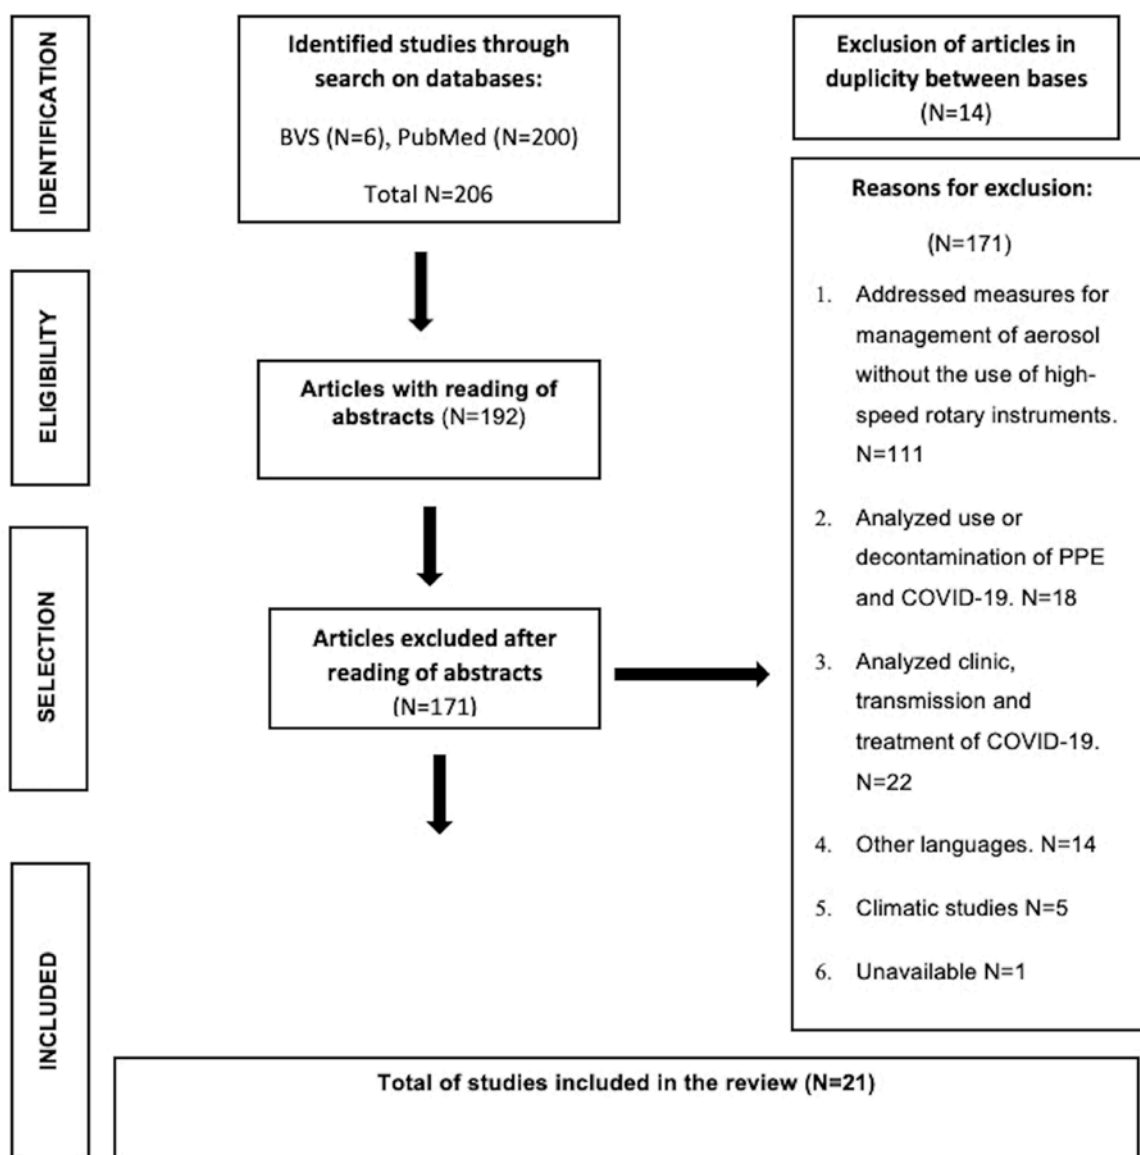 IDENTIFICATION
Identified studies through
search on databases:
BVS (N=6), PubMed (N=200)
Total N=206
Exclusion of articles in
duplicity between bases
(N=14)
ELIGIBILITY
Articles with reading of
abstracts (N=192)
SELECTION
Articles excluded after
reading of abstracts
(N=171)
Reasons for exclusion:
(N=171)
1. Addressed measures for
management of aerosol
without the use of high-
speed rotary instruments.
N=111
2. Analyzed use or
decontamination of PPE
and COVID-19. N=18
3. Analyzed clinic,
transmission and
treatment of COVID-19.
N=22
4. Other languages. N=14
5. Climatic studies N=5
6. Unavailable N=1
INCLUDED
Total of studies included in the review (N=21)